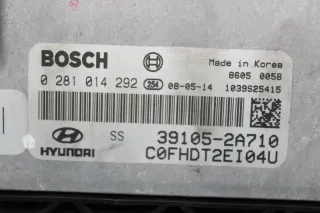 BOSCH
Made in Korea
8605 0058
0 281 014 292 254 08-05-14 1039S25415
HYUNDAI
SS
39105-2A710
C0FHDT2EI04U